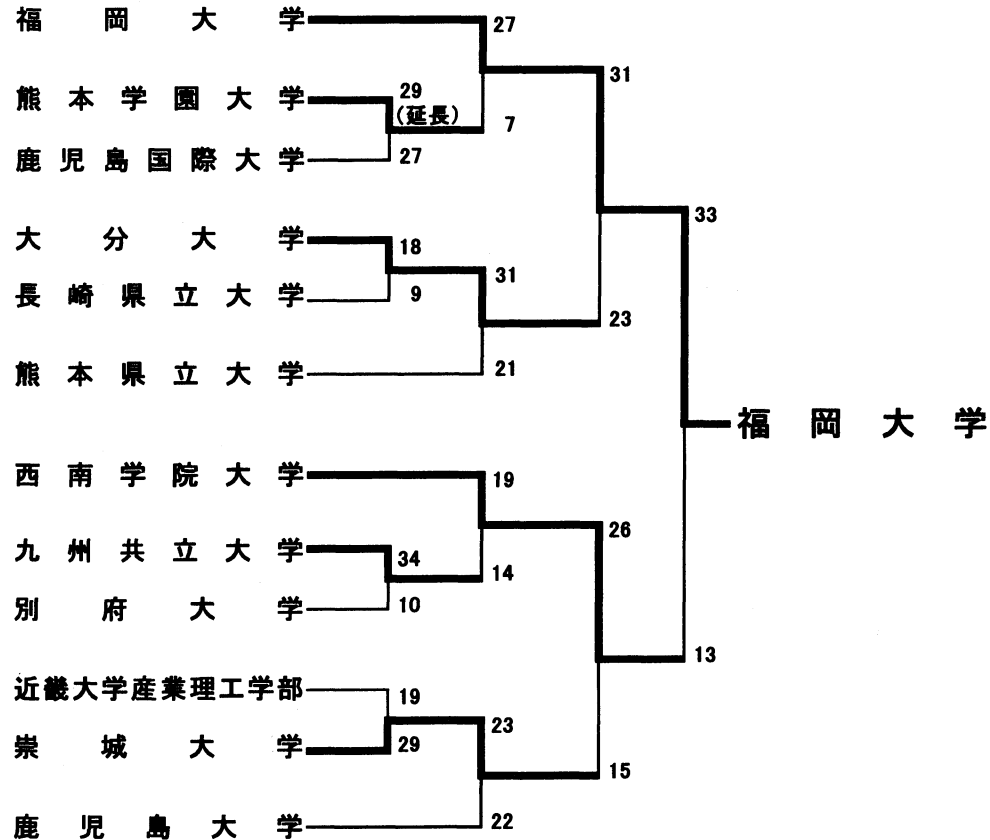 福岡大学
27
31
熊本学園大学
29
(延長)
7
鹿児島国際大学
27
33
大分大学
18
31
長崎県立大学
9
23
熊本県立大学
21
福岡大学
西南学院大学
19
26
九州共立大学
34
14
別府大学
10
13
近畿大学産業理工学部
19
23
崇城大学
29
15
鹿児島大学
22